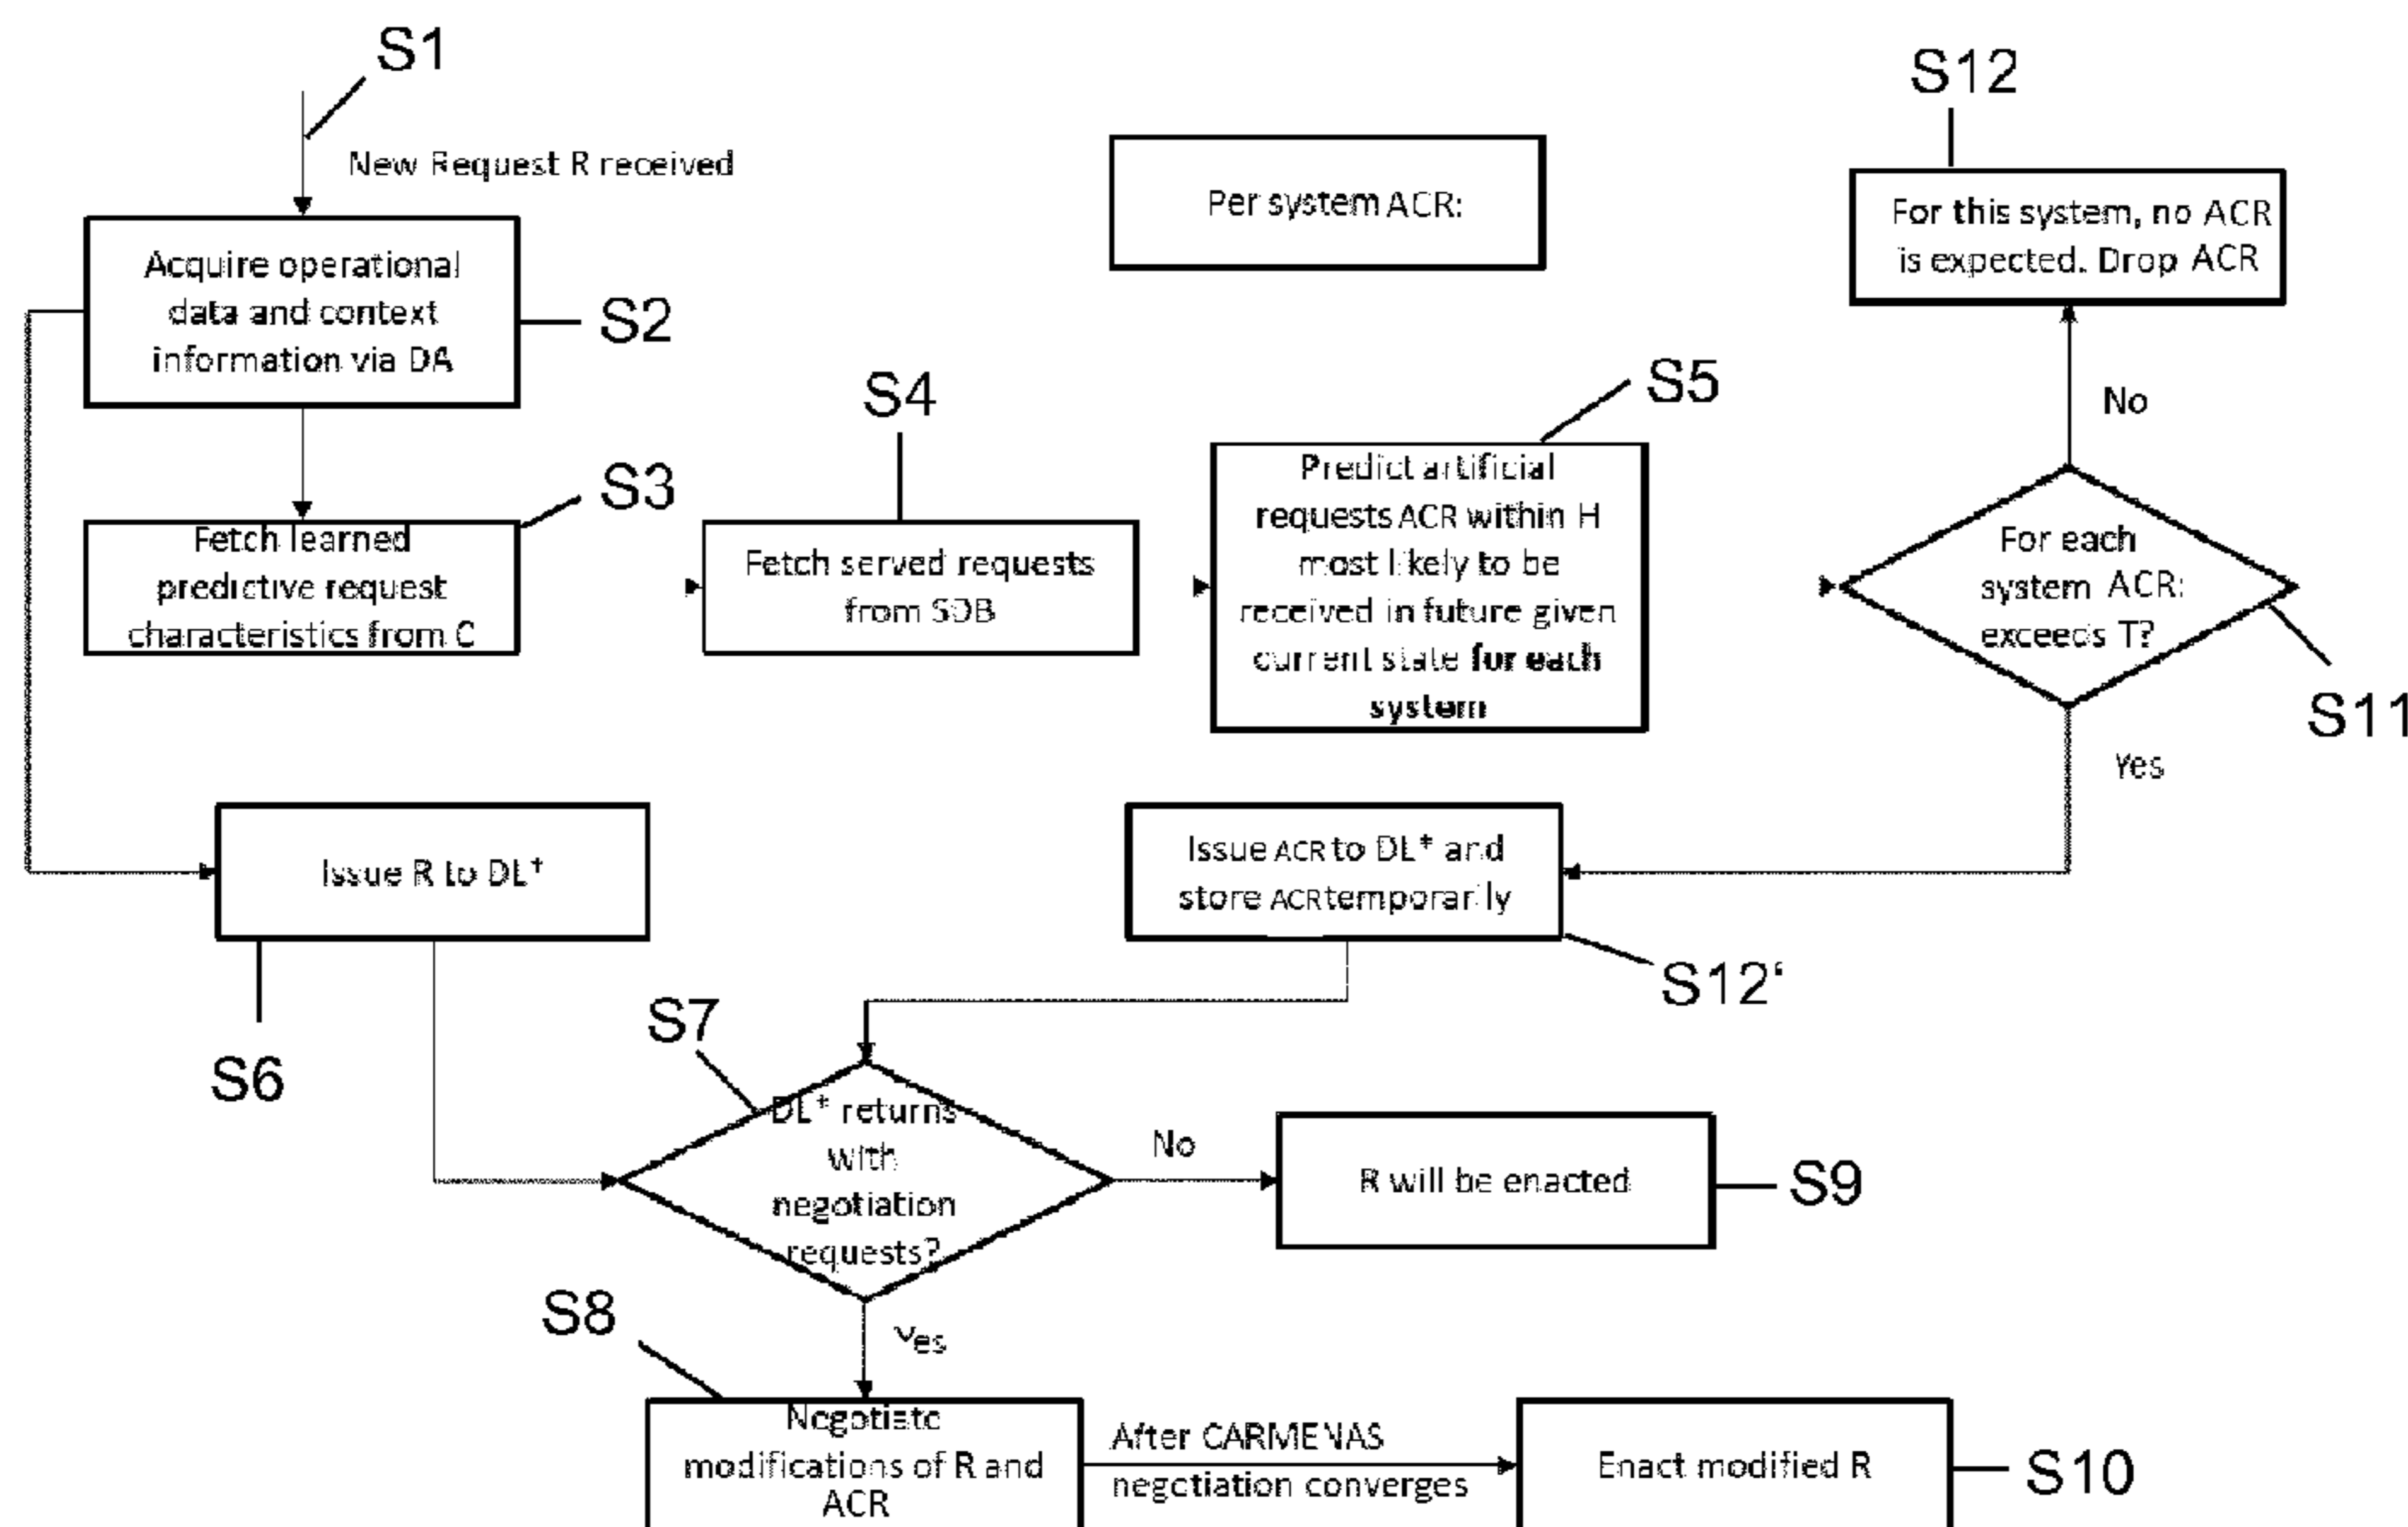 S1
New Request R received
Acquire operational
data and context
information via DA
S2
S3
Fetch learned
predictive request
characteristics from C
S4
Fetch served requests
from SDB
Per system ACR:
S5
Predict artificial
requests ACR within H
most likely to be
received in future given
current state for each
system
S12
For this system, no ACR
is expected. Drop ACR
No
For each
system ACR:
exceeds T?
S11
Yes
Issue R to DL*
S6
Issue ACR to DL* and
store ACR temporarily
S12'
S7
DL* returns
with
negotiation
requests?
No
R will be enacted
S9
Yes
S8
Negotiate
modifications of R and
ACR
After CARMENAS
negotiation converges
Enact modified R
S10